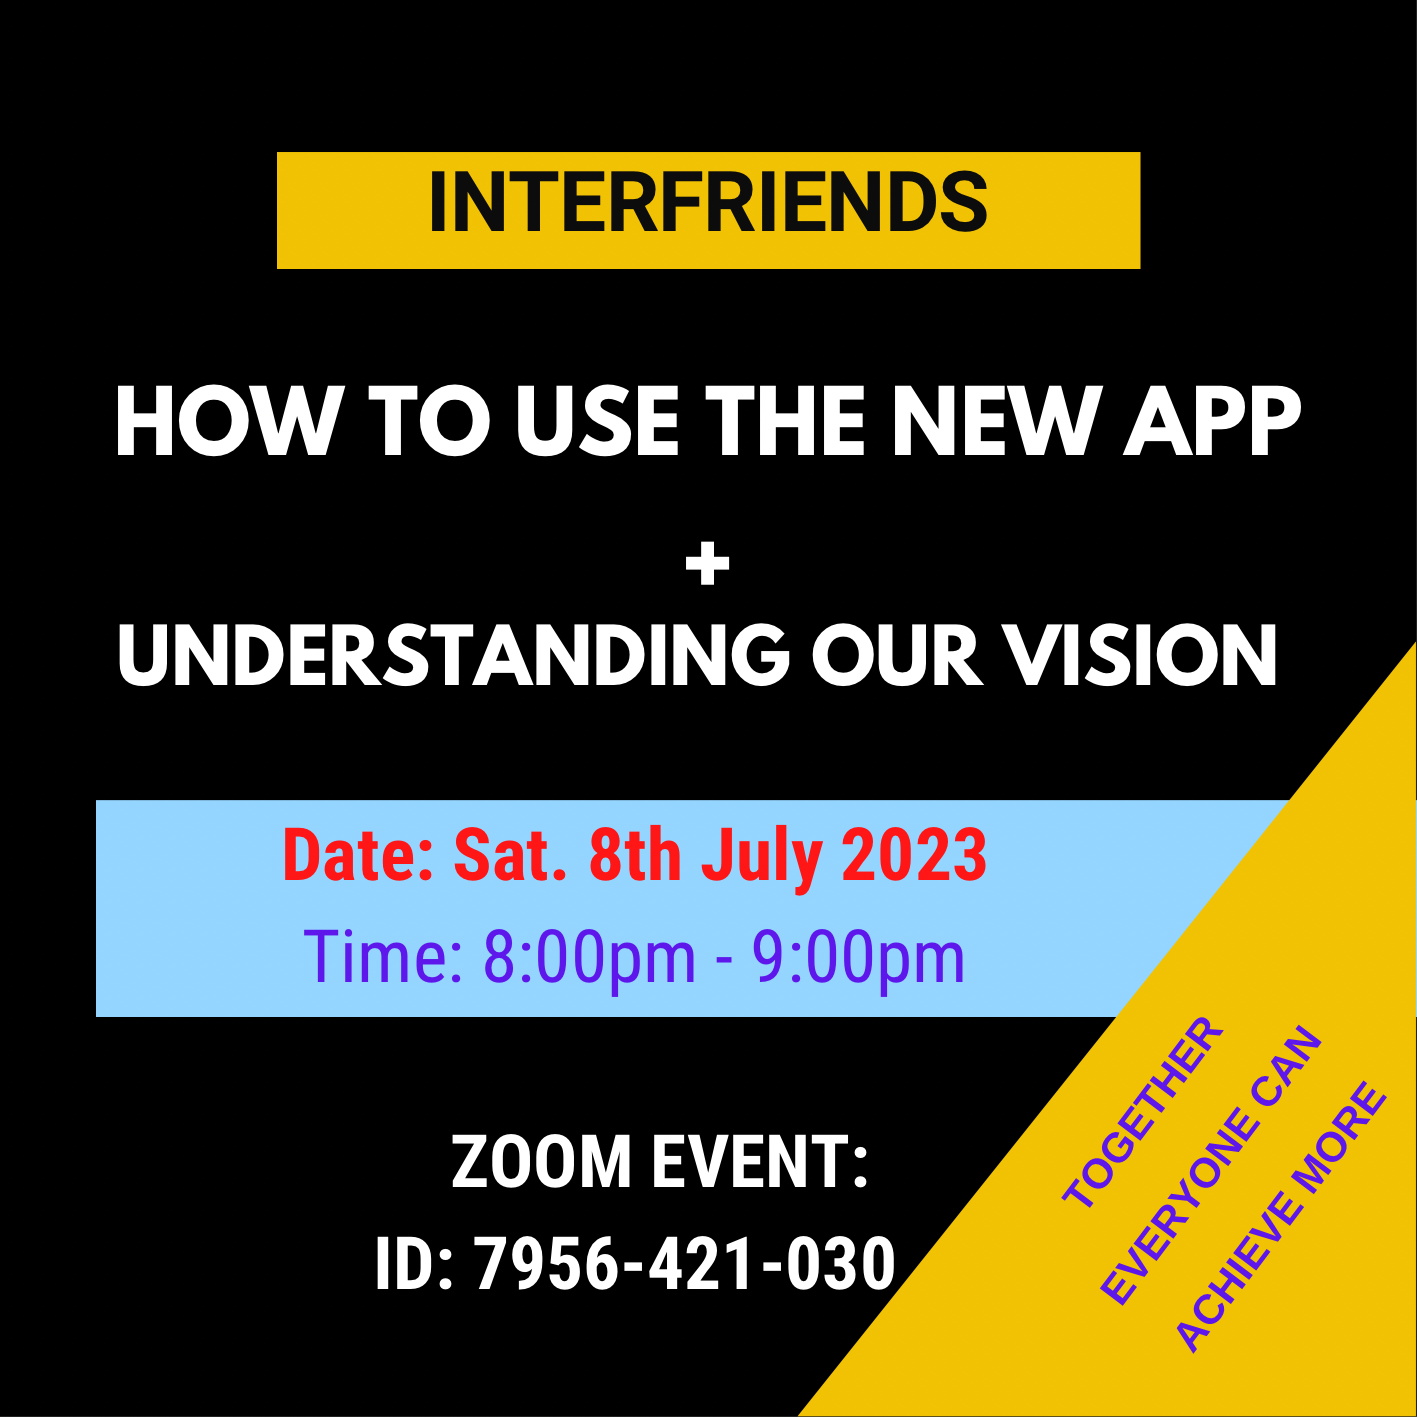 INTERFRIENDS
HOW TO USE THE NEW APP
+
UNDERSTANDING OUR VISION
Date: Sat. 8th July 2023
Time: 8:00pm - 9:00pm
ZOOM EVENT:
ID: 7956-421-030
TOGETHER
EVERYONE CAN
ACHIEVE MORE